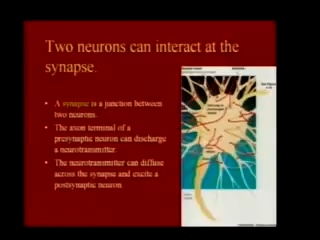 Two neurons can interact at the
synapse.
A synapse is a junction between
two neurons.
The axon terminal of a
presynaptic neuron can discharge
a neurotransmitter.
The neurotransmitter can diffuse
across the synapse and excite a
postsynaptic neuron.